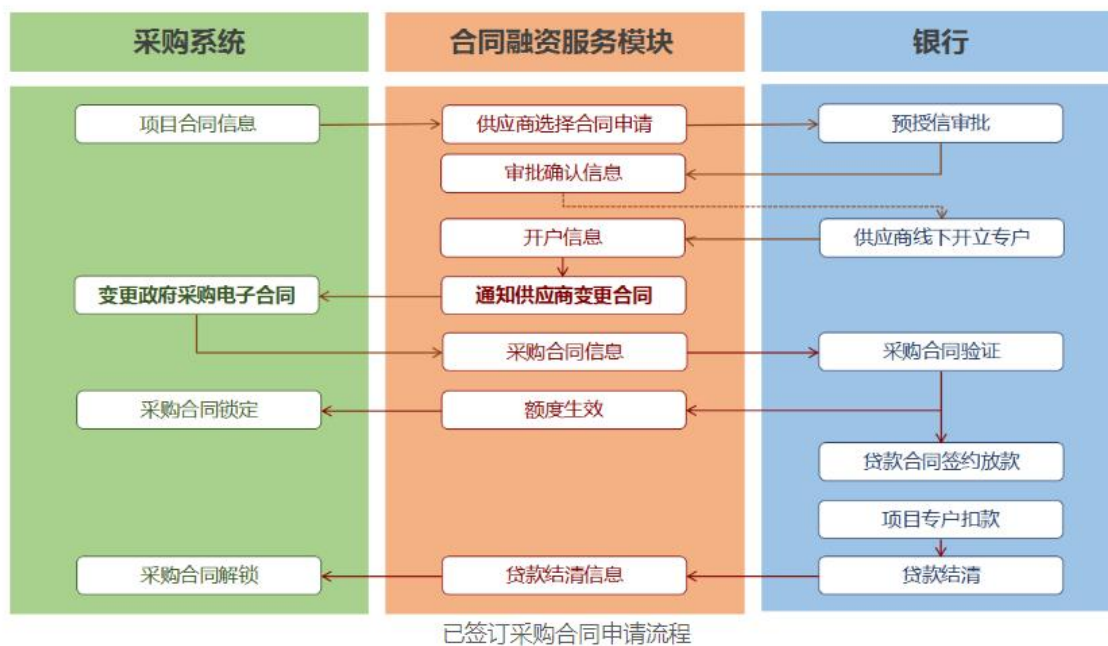 采购系统
合同融资服务模块
银行
项目合同信息
供应商选择合同申请
预授信审批
审批确认信息
开户信息
供应商线下开立专户
变更政府采购电子合同
通知供应商变更合同
采购合同信息
采购合同验证
采购合同锁定
额度生效
贷款合同签约放款
项目专户扣款
采购合同解锁
贷款结清信息
贷款结清
已签订采购合同申请流程